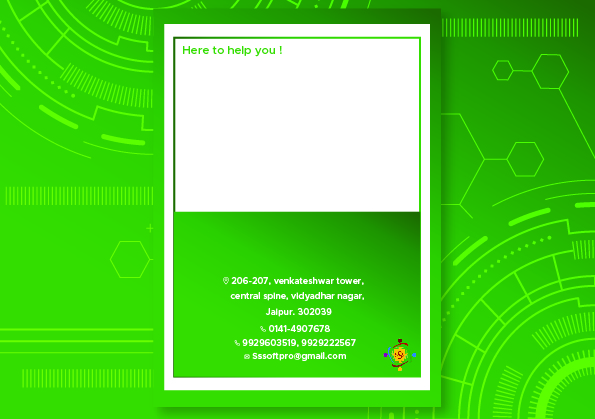 Here to help you !
206-207, venkateshwar tower,
central spine, vidyadhar nagar,
Jaipur. 302039
0141-4907678
9929603519, 9929222567
Sssoftpro@gmail.com